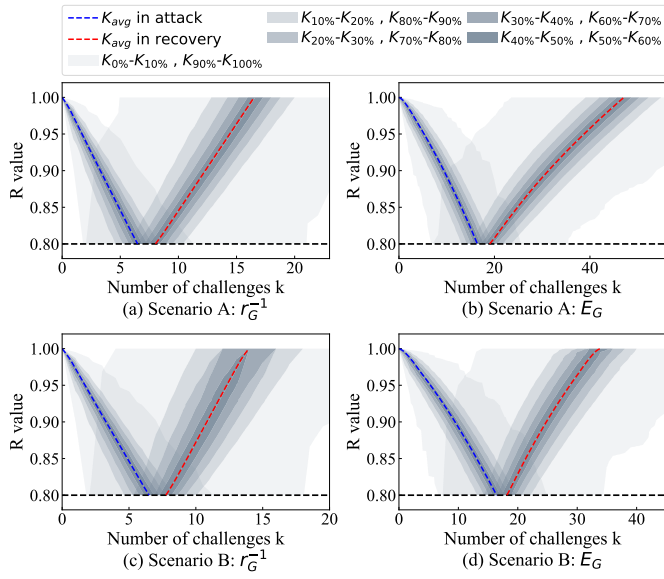 K_avg in attack
K_avg in recovery
K_0%-K_10% , K_90%-K_100%
K_10%-K_20% , K_80%-K_90%
K_20%-K_30% , K_70%-K_80%
K_30%-K_40% , K_60%-K_70%
K_40%-K_50% , K_50%-K_60%
1.00
0.95
0.90
0.85
0.80
R value
0 5 10 15 20
Number of challenges k
(a) Scenario A: r_G^{-1}
1.00
0.95
0.90
0.85
0.80
R value
0 20 40
Number of challenges k
(b) Scenario A: E_G
1.00
0.95
0.90
0.85
0.80
R value
0 5 10 15 20
Number of challenges k
(c) Scenario B: r_G^{-1}
1.00
0.95
0.90
0.85
0.80
R value
0 10 20 30 40
Number of challenges k
(d) Scenario B: E_G